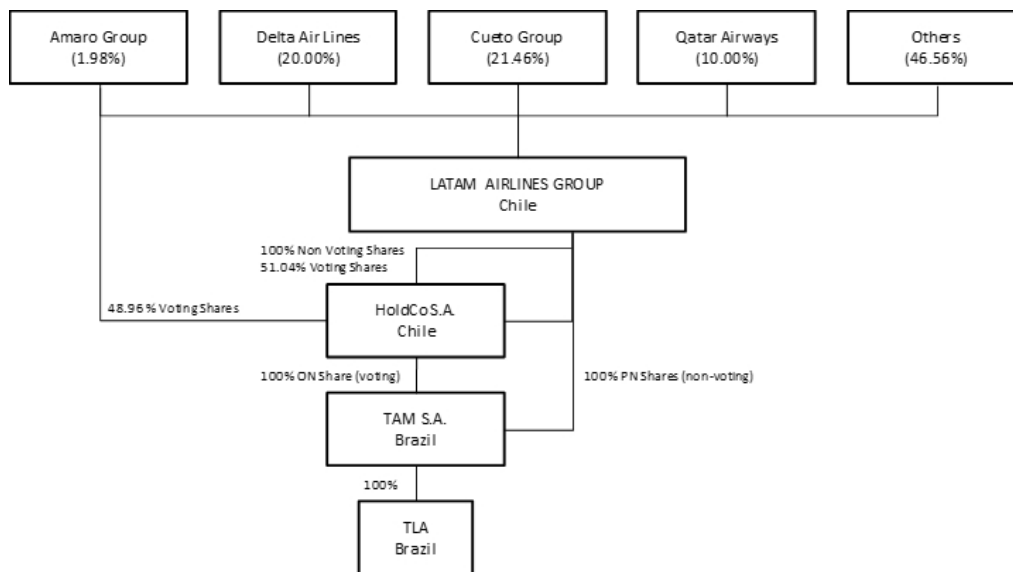 Amaro Group
(1.98%)
Delta Air Lines
(20.00%)
Cueto Group
(21.46%)
Qatar Airways
(10.00%)
Others
(46.56%)
LATAM AIRLINES GROUP
Chile
100% Non Voting Shares
51.04% Voting Shares
48.96% Voting Shares
HoldCo S.A.
Chile
100% ON Share (voting)
100% PN Shares (non-voting)
TAM S.A.
Brazil
100%
TLA
Brazil